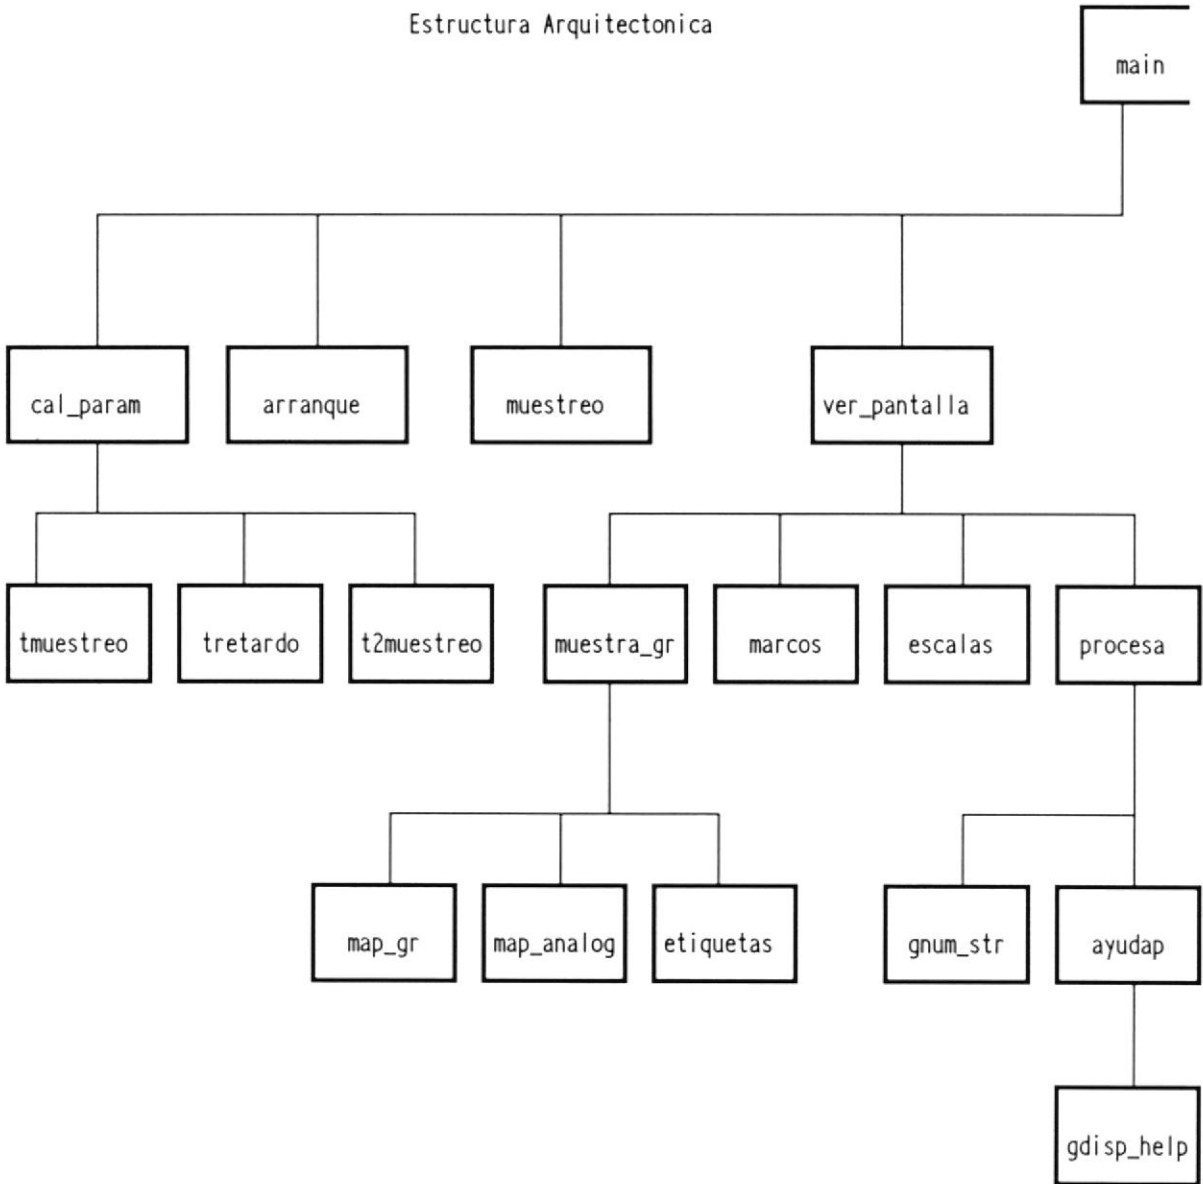 Estructura Arquitectonica
main
cal_param
arranque
muestreo
ver_pantalla
tmuestreo
tretardo
t2muestreo
muestra_gr
marcos
escalas
procesa
map_gr
map_analog
etiquetas
gnum_str
ayudap
gdisp_help